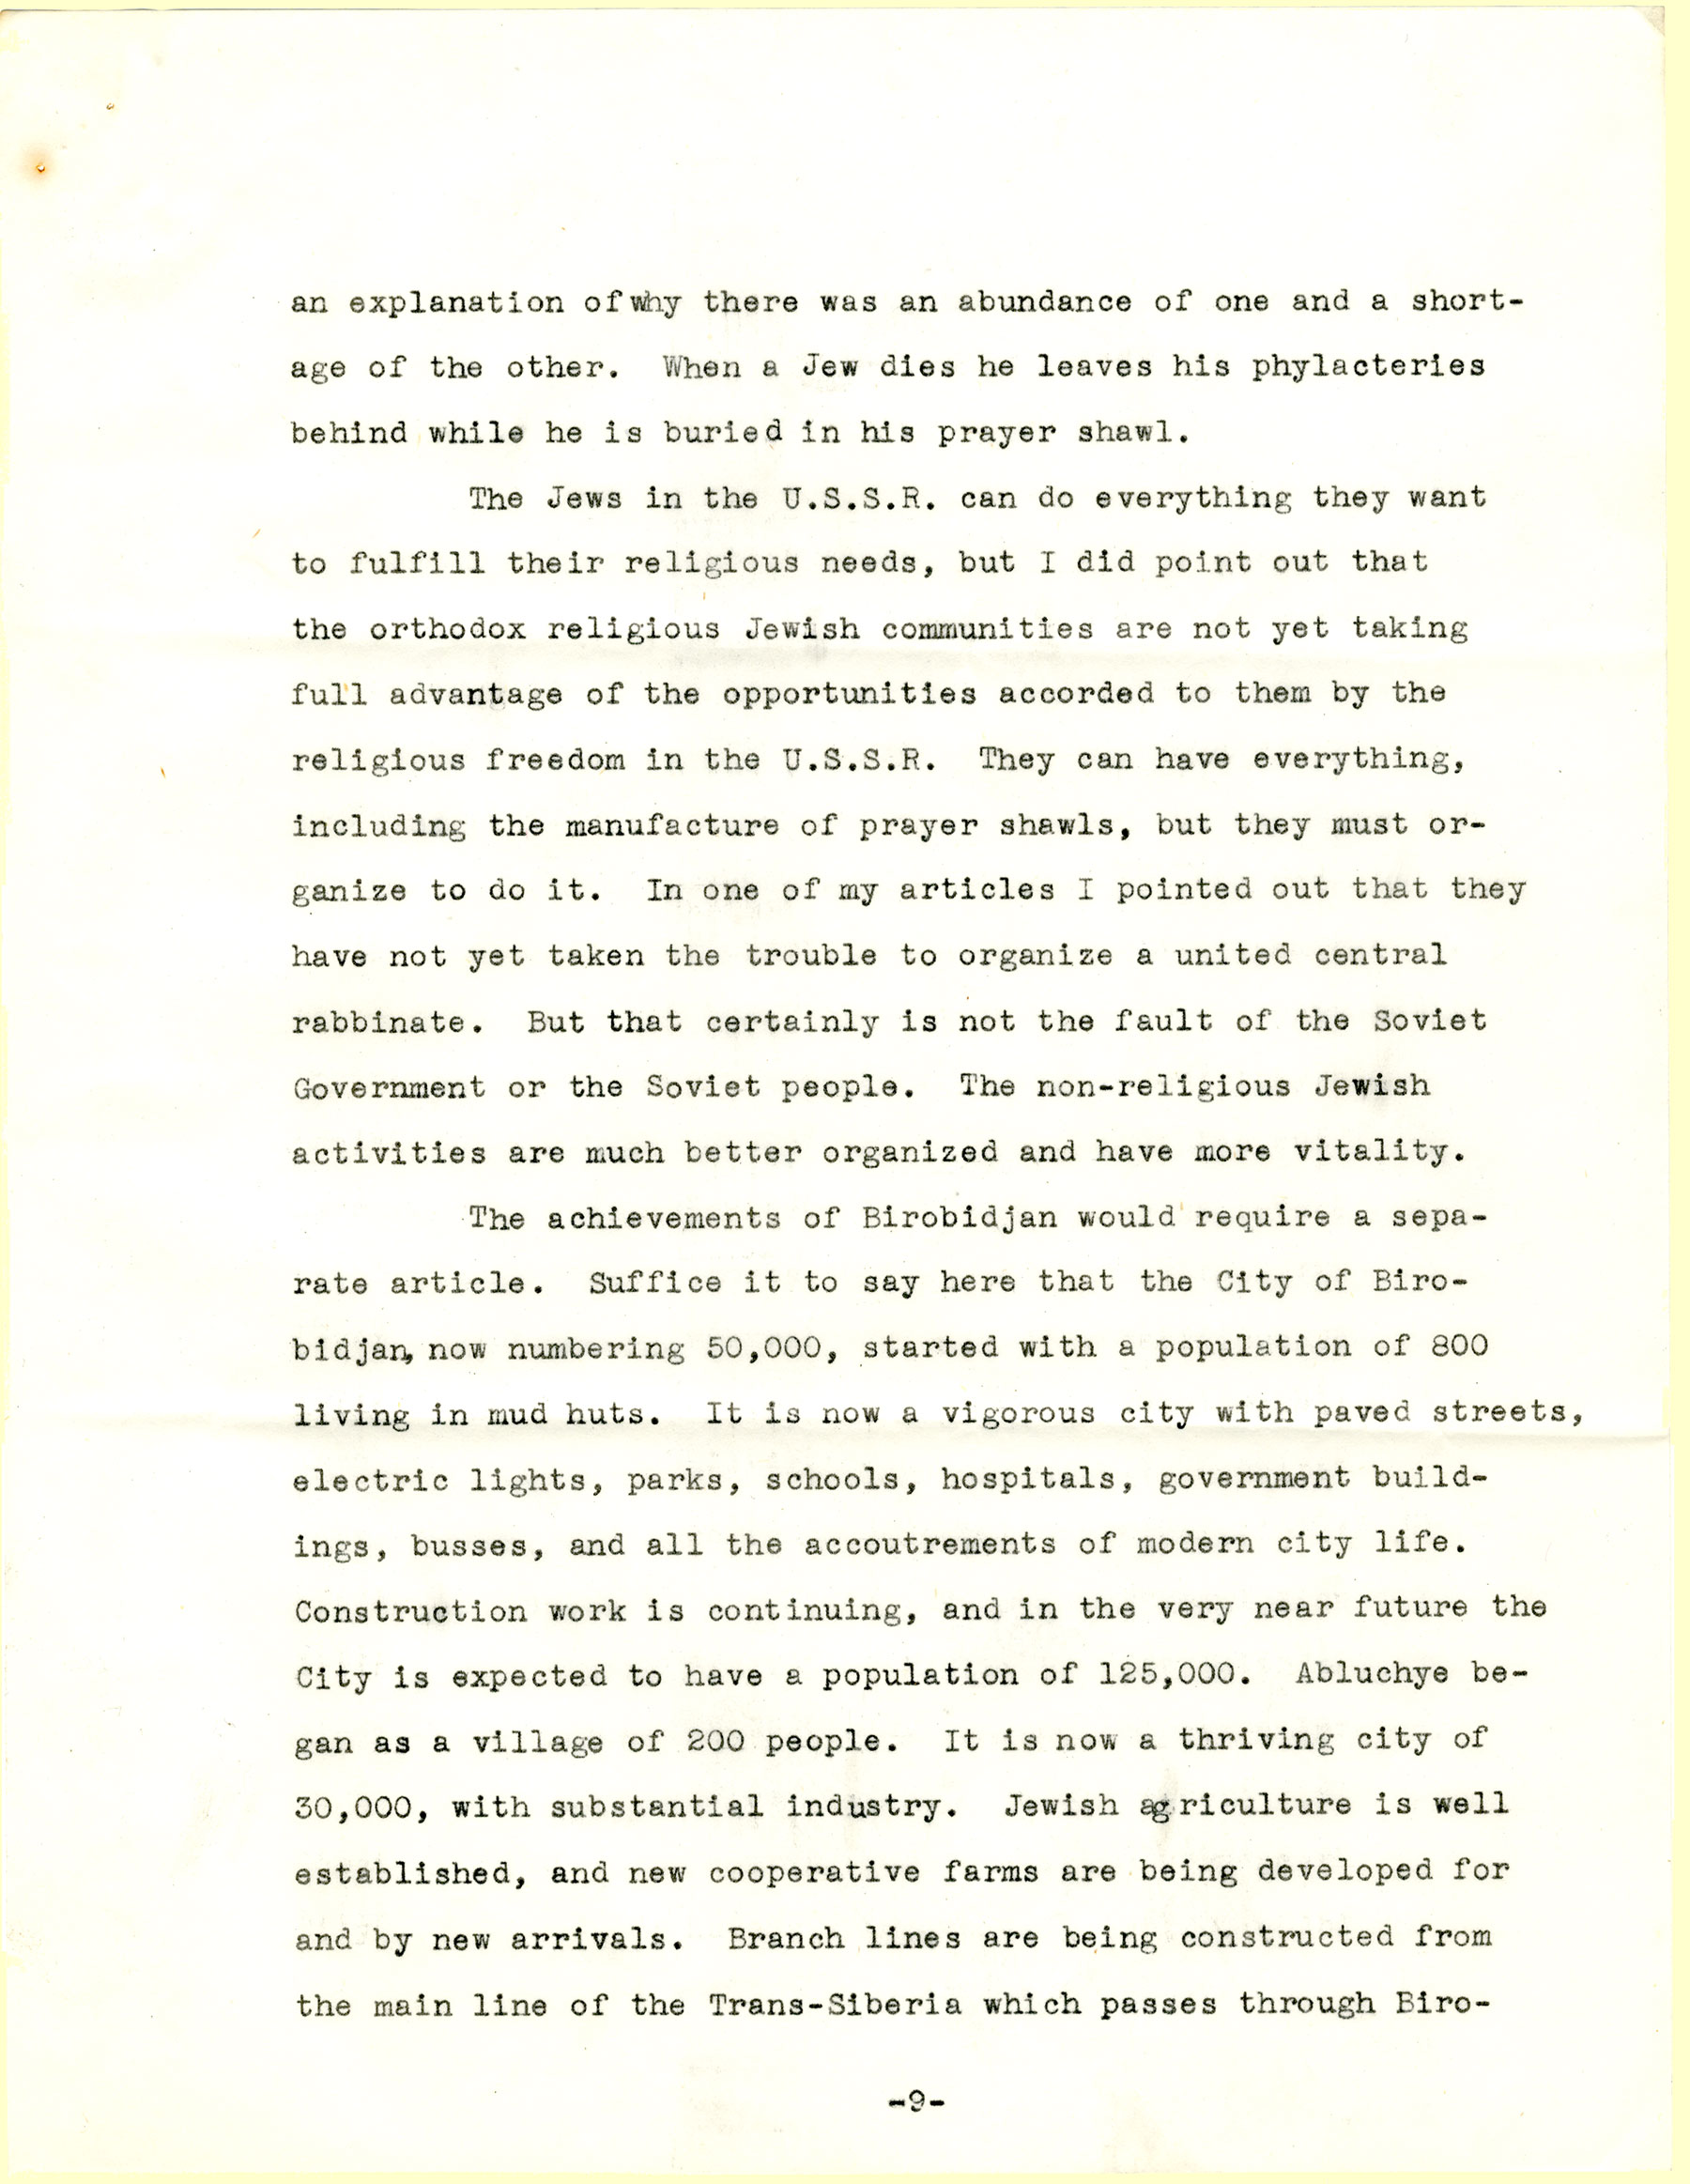 an explanation of why there was an abundance of one and a short-
age of the other. When a Jew dies he leaves his phylacteries
behind while he is buried in his prayer shawl.
The Jews in the U.S.S.R. can do everything they want
to fulfill their religious needs, but I did point out that
the orthodox religious Jewish communities are not yet taking
full advantage of the opportunities accorded to them by the
religious freedom in the U.S.S.R. They can have everything,
including the manufacture of prayer shawls, but they must or-
ganize to do it. In one of my articles I pointed out that they
have not yet taken the trouble to organize a united central
rabbinate. But that certainly is not the fault of the Soviet
Government or the Soviet people. The non-religious Jewish
activities are much better organized and have more vitality.
The achievements of Birobidjan would require a sepa-
rate article. Suffice it to say here that the City of Biro-
bidjan, now numbering 50,000, started with a population of 800
living in mud huts. It is now a vigorous city with paved streets,
electric lights, parks, schools, hospitals, government build-
ings, busses, and all the accoutrements of modern city life.
Construction work is continuing, and in the very near future the
City is expected to have a population of 125,000. Abluchye be-
gan as a village of 200 people. It is now a thriving city of
30,000, with substantial industry. Jewish agriculture is well
established, and new cooperative farms are being developed for
and by new arrivals. Branch lines are being constructed from
the main line of the Trans-Siberia which passes through Biro-
-9-